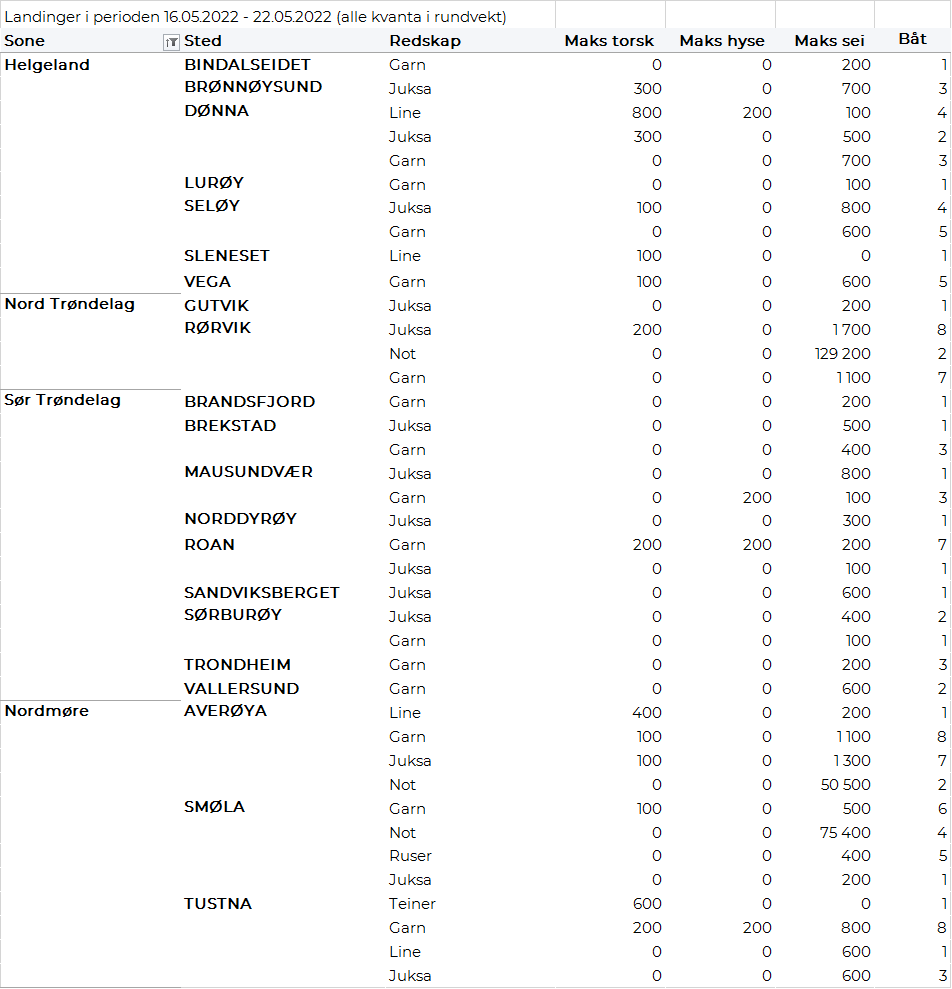 Landinger i perioden 16.05.2022 - 22.05.2022 (alle kvanta i rundvekt)
Sone Sted Redskap Maks torsk Maks hyse Maks sei Båt
Helgeland BINDALSEIDET Garn 0 0 200 1
BRØNNØYSUND Juksa 300 0 700 3
DØNNA Line 800 200 100 4
Juksa 300 0 500 2
Garn 0 0 700 3
LURØY Garn 0 0 100 1
SELØY Juksa 100 0 800 4
Garn 0 0 600 5
SLENESET Line 100 0 0 1
VEGA Garn 100 0 600 5
Nord Trøndelag GUTVIK Juksa 0 0 200 1
RØRVIK Juksa 200 0 1 700 8
Not 0 0 129 200 2
Garn 0 0 1 100 7
Sør Trøndelag BRANDSFJORD Garn 0 0 200 1
BREKSTAD Juksa 0 0 500 1
Garn 0 0 400 3
MAUSUNDVÆR Juksa 0 0 800 1
Garn 0 200 100 3
NORDDYRØY Juksa 0 0 300 1
ROAN Garn 200 200 200 7
Juksa 0 0 100 1
SANDVIKSBERGET Juksa 0 0 600 1
SØRBURØY Juksa 0 0 400 2
Garn 0 0 100 1
TRONDHEIM Garn 0 0 200 3
VALLERSUND Garn 0 0 600 2
Nordmøre AVERØYA Line 400 0 200 1
Garn 100 0 1 100 8
Juksa 100 0 1 300 7
Not 0 0 50 500 2
SMØLA Garn 100 0 500 6
Not 0 0 75 400 4
Ruser 0 0 400 5
Juksa 0 0 200 1
TUSTNA Teiner 600 0 0 1
Garn 200 200 800 8
Line 0 0 600 1
Juksa 0 0 600 3